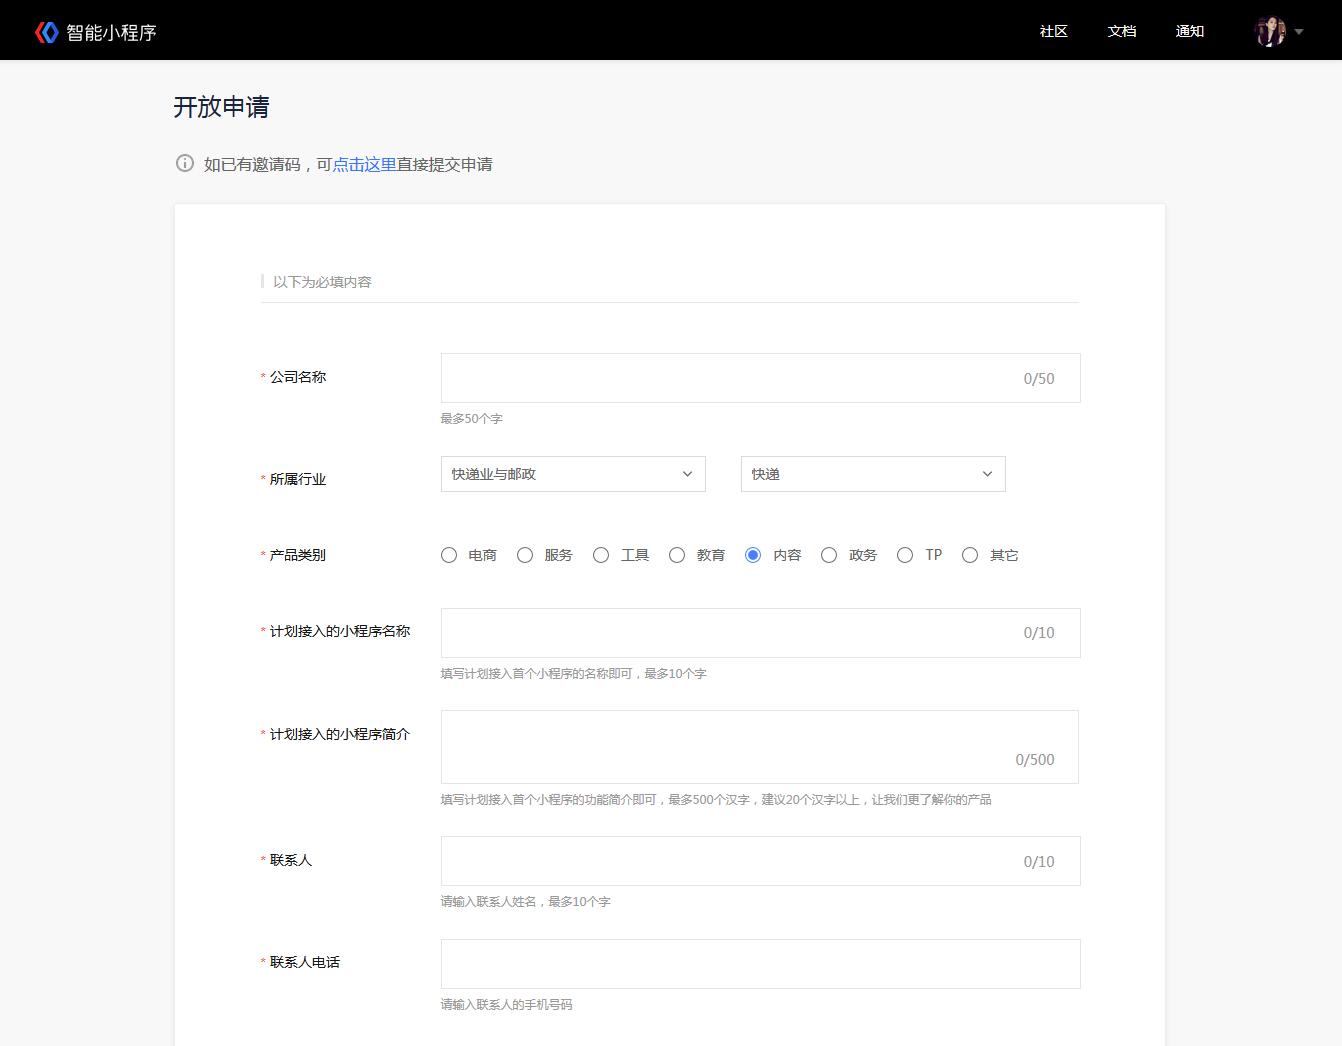 智能小程序 社区 文档 通知
开放申请
如已有邀请码，可点击这里直接提交申请
以下为必填内容
* 公司名称 0/50
最多50个字
* 所属行业 快递业与邮政 快递
* 产品类别 电商 服务 工具 教育 内容 政务 TP 其它
* 计划接入的小程序名称 0/10
填写计划接入首个小程序的名称即可，最多10个字
* 计划接入的小程序简介 0/500
填写计划接入首个小程序的功能简介即可，最多500个汉字，建议20个汉字以上，让我们更了解你的产品
* 联系人 0/10
请输入联系人姓名，最多10个字
* 联系人电话
请输入联系人的手机号码